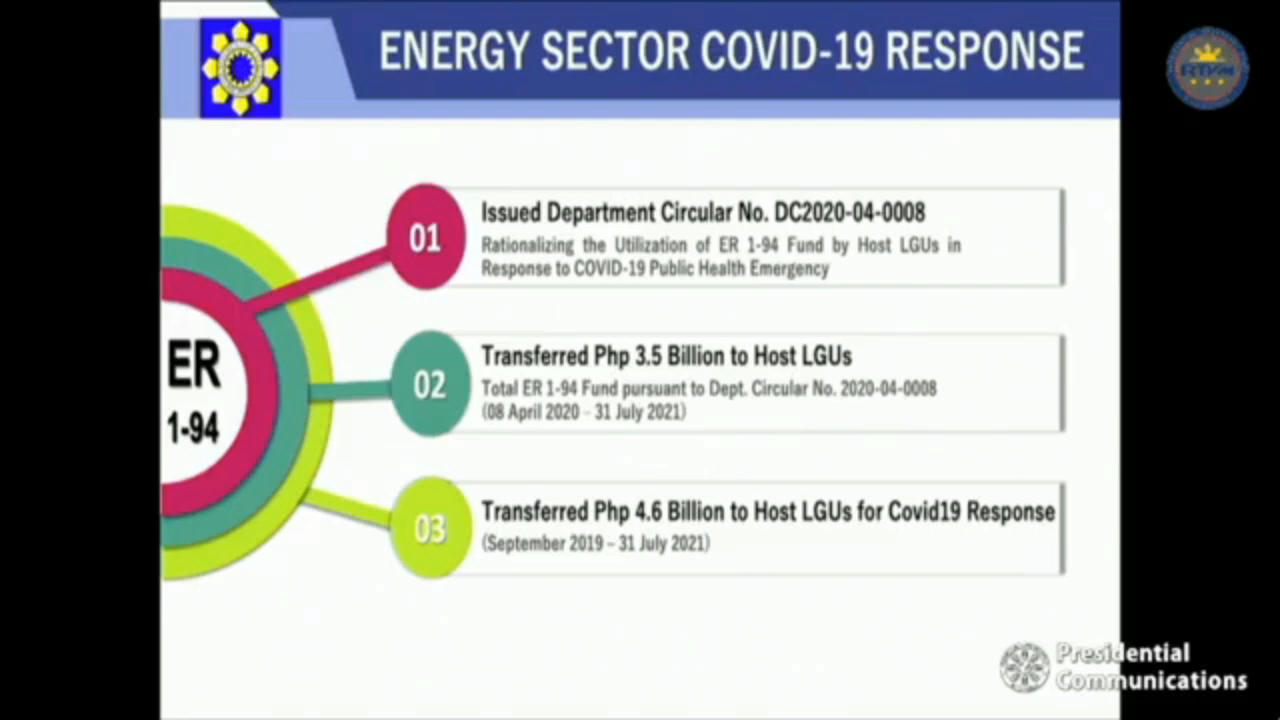 ENERGY SECTOR COVID-19 RESPONSE
RTVM
ER
1-94
01
Issued Department Circular No. DC2020-04-0008
Rationalizing the Utilization of ER 1-94 Fund by Host LGUs in
Response to COVID-19 Public Health Emergency
02
Transferred Php 3.5 Billion to Host LGUs
Total ER 1-94 Fund pursuant to Dept. Circular No. 2020-04-0008
(08 April 2020 – 31 July 2021)
03
Transferred Php 4.6 Billion to Host LGUs for Covid19 Response
(September 2019 – 31 July 2021)
Presidential
Communications